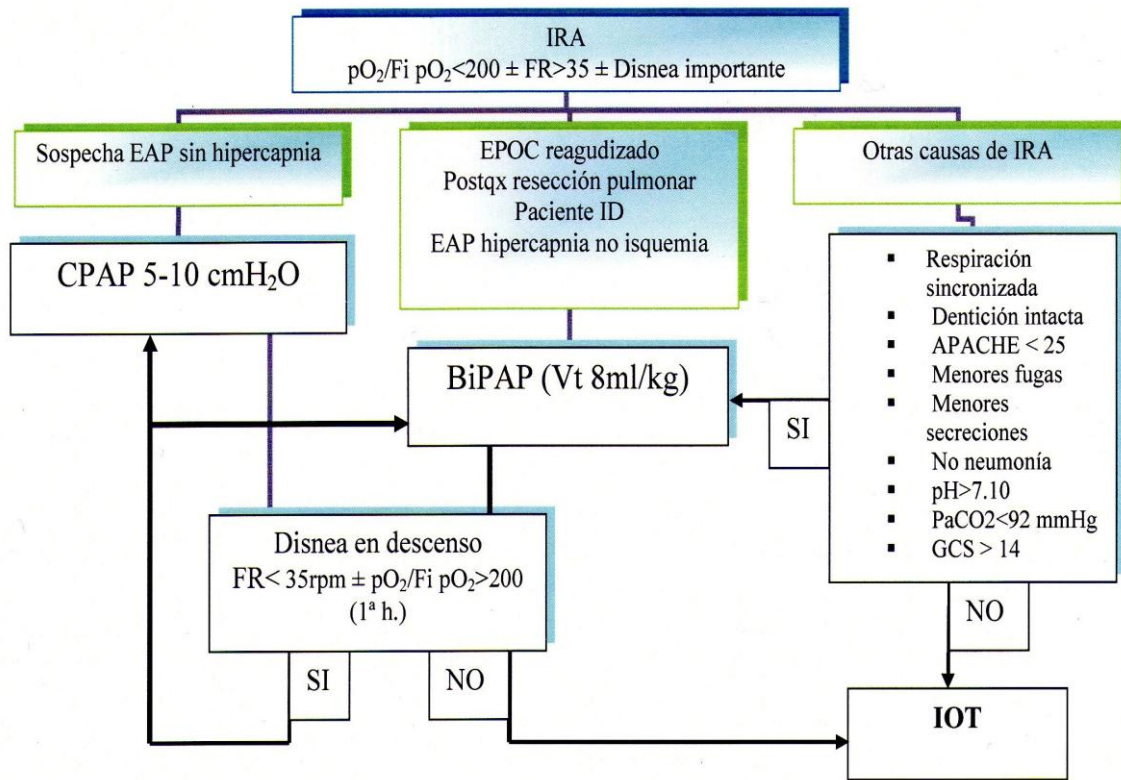 IRA
pO₂/Fi pO₂<200 ± FR>35 ± Disnea importante
Sospecha EAP sin hipercapnia
EPOC reagudizado
Postqx resección pulmonar
Paciente ID
EAP hipercapnia no isquemia
Otras causas de IRA
CPAP 5-10 cmH₂O
BiPAP (Vt 8ml/kg)
▪ Respiración
sincronizada
▪ Dentición intacta
▪ APACHE < 25
▪ Menores fugas
▪ Menores
secreciones
▪ No neumonía
▪ pH>7.10
▪ PaCO2<92 mmHg
▪ GCS > 14
SI
Disnea en descenso
FR< 35rpm ± pO₂/Fi pO₂>200
(1ª h.)
SI
NO
NO
IOT